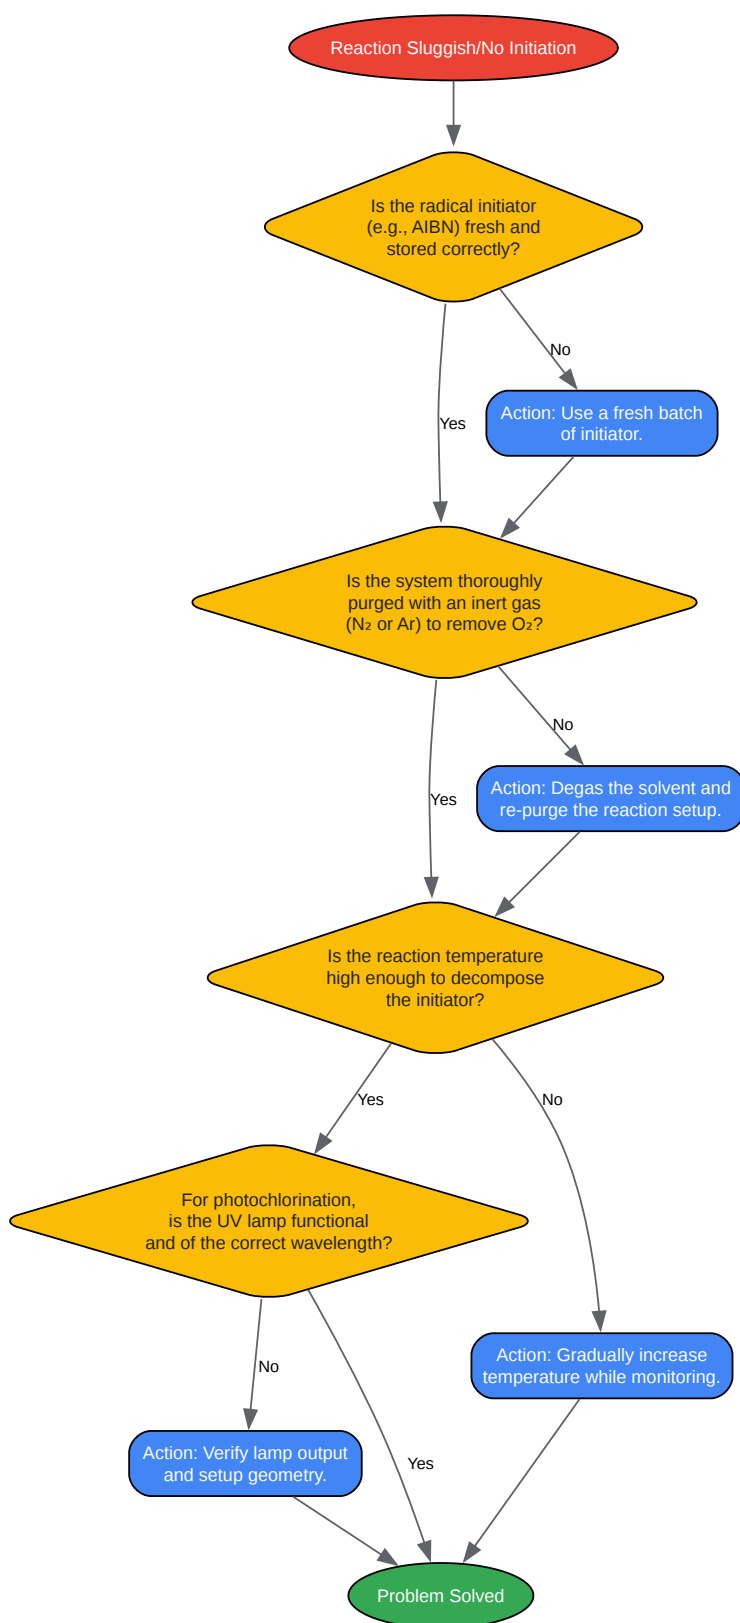 Reaction Sluggish/No Initiation
Is the radical initiator
(e.g., AIBN) fresh and
stored correctly?
No
Action: Use a fresh batch
of initiator.
Yes
Is the system thoroughly
purged with an inert gas
(N₂ or Ar) to remove O₂?
No
Action: Degas the solvent and
re-purge the reaction setup.
Yes
Is the reaction temperature
high enough to decompose
the initiator?
Yes
No
For photochlorination,
is the UV lamp functional
and of the correct wavelength?
Action: Gradually increase
temperature while monitoring.
No
Action: Verify lamp output
and setup geometry.
Yes
Problem Solved